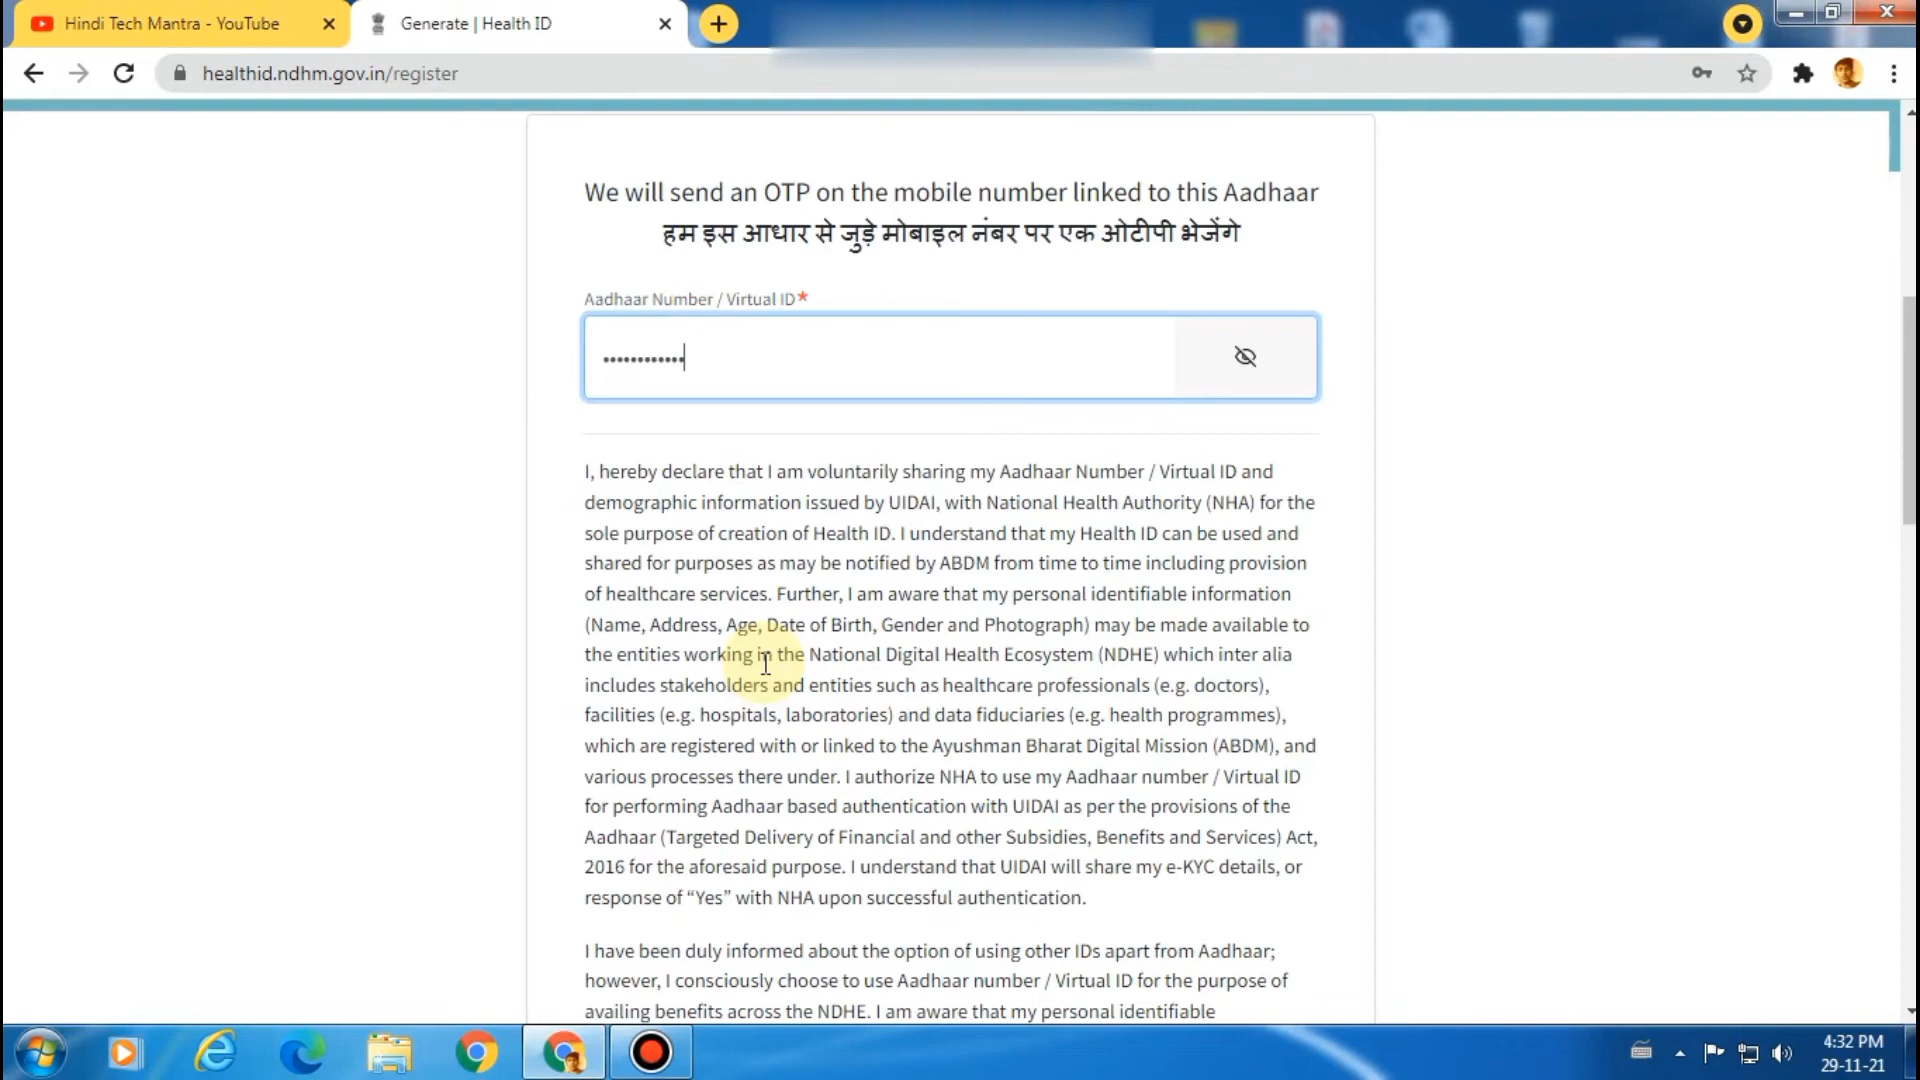 Hindi Tech Mantra - YouTube
Generate | Health ID
healthid.ndhm.gov.in/register
We will send an OTP on the mobile number linked to this Aadhaar
हम इस आधार से जुड़े मोबाइल नंबर पर एक ओटीपी भेजेंगे
Aadhaar Number / Virtual ID*
••••••••••••
I, hereby declare that I am voluntarily sharing my Aadhaar Number / Virtual ID and
demographic information issued by UIDAI, with National Health Authority (NHA) for the
sole purpose of creation of Health ID. I understand that my Health ID can be used and
shared for purposes as may be notified by ABDM from time to time including provision
of healthcare services. Further, I am aware that my personal identifiable information
(Name, Address, Age, Date of Birth, Gender and Photograph) may be made available to
the entities working in the National Digital Health Ecosystem (NDHE) which inter alia
includes stakeholders and entities such as healthcare professionals (e.g. doctors),
facilities (e.g. hospitals, laboratories) and data fiduciaries (e.g. health programmes),
which are registered with or linked to the Ayushman Bharat Digital Mission (ABDM), and
various processes there under. I authorize NHA to use my Aadhaar number / Virtual ID
for performing Aadhaar based authentication with UIDAI as per the provisions of the
Aadhaar (Targeted Delivery of Financial and other Subsidies, Benefits and Services) Act,
2016 for the aforesaid purpose. I understand that UIDAI will share my e-KYC details, or
response of “Yes” with NHA upon successful authentication.
I have been duly informed about the option of using other IDs apart from Aadhaar;
however, I consciously choose to use Aadhaar number / Virtual ID for the purpose of
availing benefits across the NDHE. I am aware that my personal identifiable
4:32 PM
29-11-21